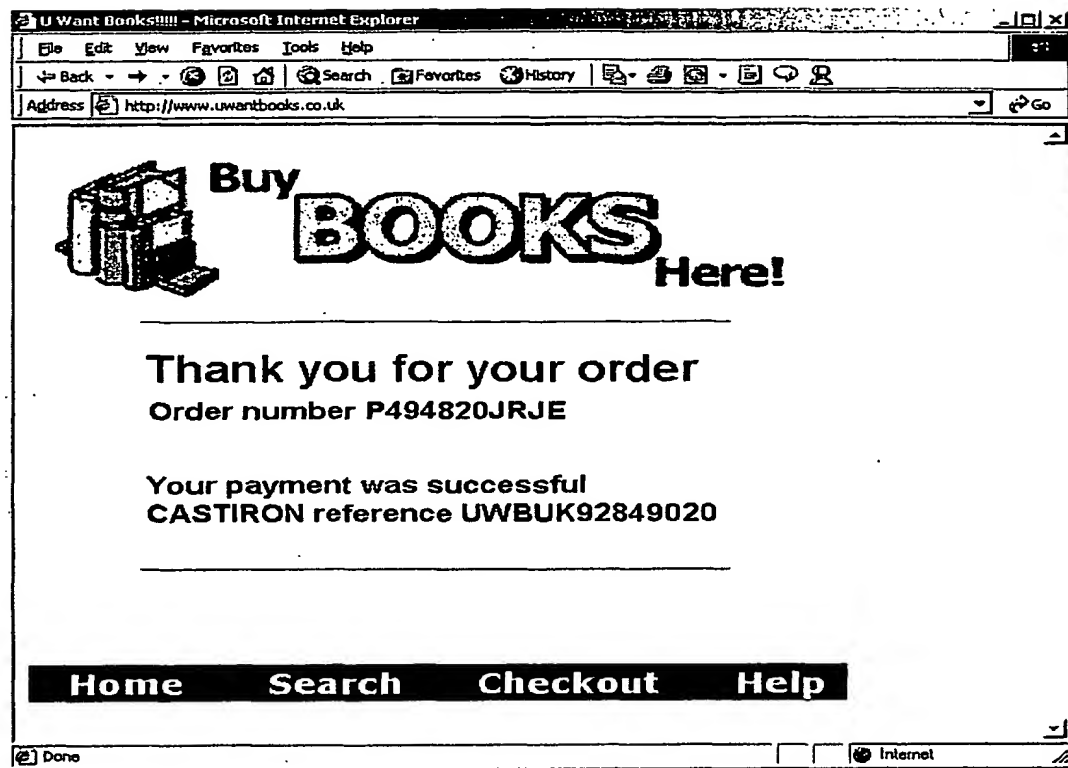 U Want Books!!!!! - Microsoft Internet Explorer
File Edit View Favorites Tools Help
Back Search Favorites History
Address http://www.uwantbooks.co.uk Go
Buy
BOOKS
Here!
Thank you for your order
Order number P494820JRJE
Your payment was successful
CASTIRON reference UWBUK92849020
Home Search Checkout Help
Done Internet